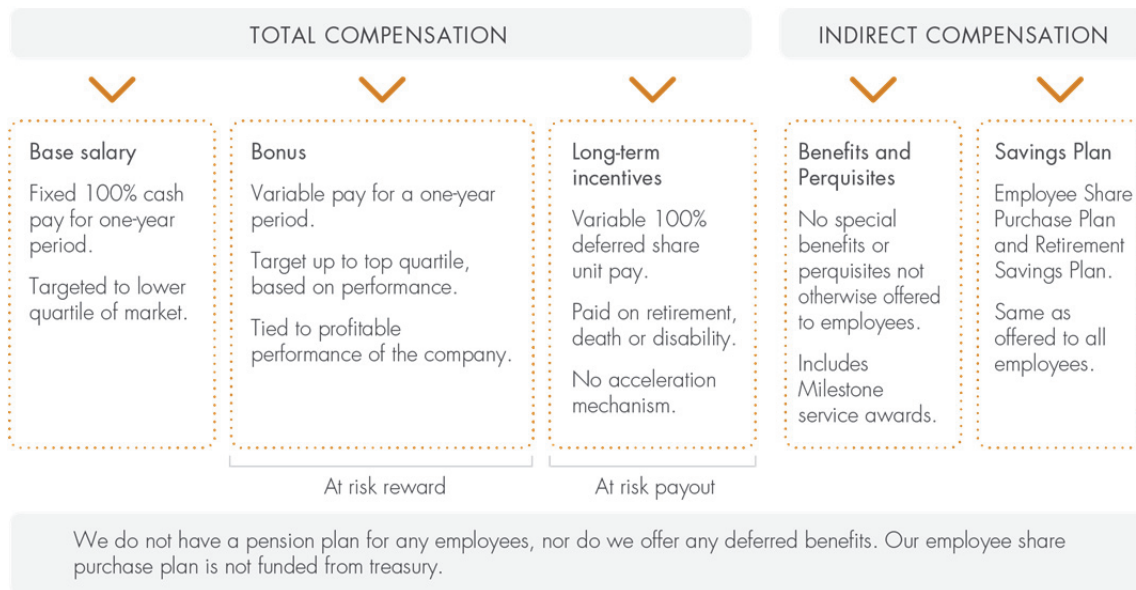 TOTAL COMPENSATION
INDIRECT COMPENSATION
Base salary
Fixed 100% cash
pay for one-year
period.
Targeted to lower
quartile of market.
Bonus
Variable pay for a one-year
period.
Target up to top quartile,
based on performance.
Tied to profitable
performance of the company.
Long-term
incentives
Variable 100%
deferred share
unit pay.
Paid on retirement,
death or disability.
No acceleration
mechanism.
Benefits and
Perquisites
No special
benefits or
perquisites not
otherwise offered
to employees.
Includes
Milestone
service awards.
Savings Plan
Employee Share
Purchase Plan
and Retirement
Savings Plan.
Same as
offered to all
employees.
At risk reward
At risk payout
We do not have a pension plan for any employees, nor do we offer any deferred benefits. Our employee share
purchase plan is not funded from treasury.